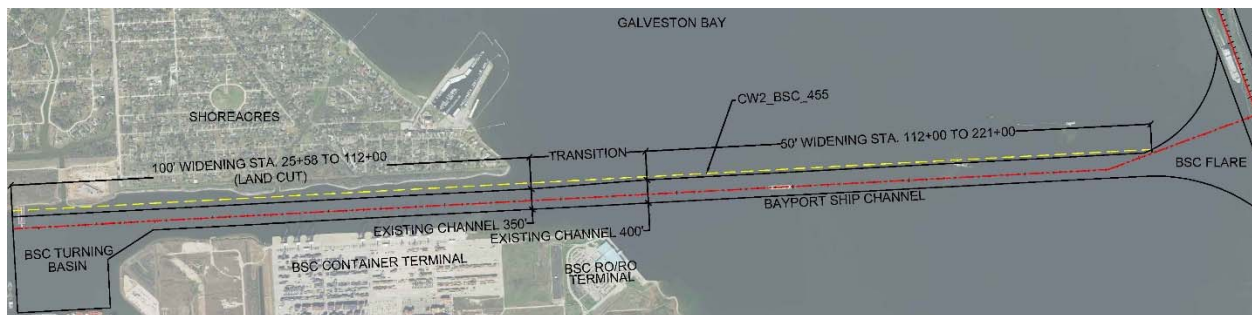 GALVESTON BAY
CW2_BSC_455
SHOREACRES
100' WIDENING STA. 25+58 TO 112+00
(LAND CUT)
TRANSITION
50' WIDENING STA. 112+00 TO 221+00
BSC FLARE
BAYPORT SHIP CHANNEL
EXISTING CHANNEL 350'
EXISTING CHANNEL 400'
BSC TURNING
BASIN
BSC CONTAINER TERMINAL
BSC RO/RO
TERMINAL